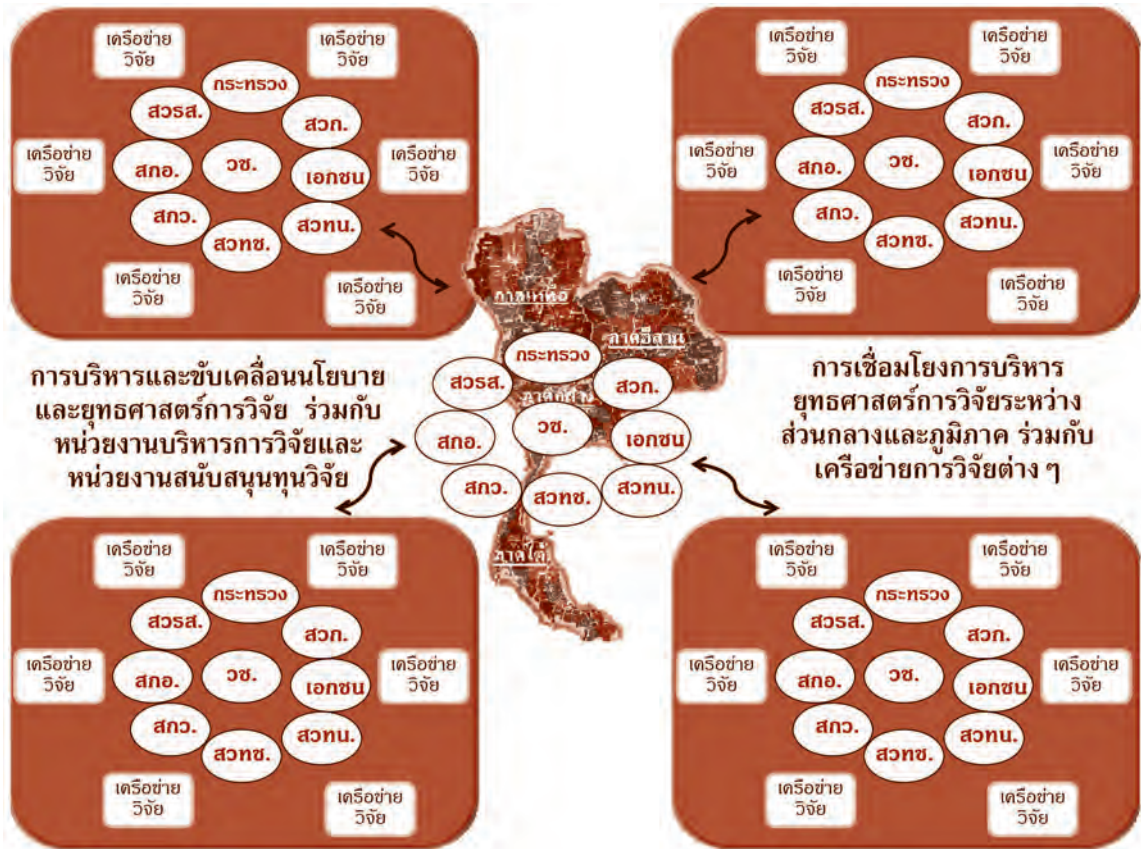 เครือข่าย
วิจัย
เครือข่าย
วิจัย
กระทรวง
สวรส.
สวก.
เครือข่าย
วิจัย
สกอ.
วช.
เอกชน
เครือข่าย
วิจัย
สกว.
สวทช.
สวทน.
เครือข่าย
วิจัย
เครือข่าย
วิจัย
เครือข่าย
วิจัย
เครือข่าย
วิจัย
กระทรวง
สวรส.
สวก.
เครือข่าย
วิจัย
สกอ.
วช.
เอกชน
เครือข่าย
วิจัย
สกว.
สวทช.
สวทน.
เครือข่าย
วิจัย
เครือข่าย
วิจัย
การบริหารและขับเคลื่อนนโยบาย
และยุทธศาสตร์การวิจัย ร่วมกับ
หน่วยงานบริหารการวิจัยและ
หน่วยงานสนับสนุนทุนวิจัย
ภาคเหนือ
ภาคอีสาน
กระทรวง
สวรส.
สวก.
ภาคกลาง
สกอ.
วช.
เอกชน
สกว.
สวทช.
สวทน.
ภาคใต้
การเชื่อมโยงการบริหาร
ยุทธศาสตร์การวิจัยระหว่าง
ส่วนกลางและภูมิภาค ร่วมกับ
เครือข่ายการวิจัยต่าง ๆ
เครือข่าย
วิจัย
เครือข่าย
วิจัย
กระทรวง
สวรส.
สวก.
เครือข่าย
วิจัย
สกอ.
วช.
เอกชน
เครือข่าย
วิจัย
สกว.
สวทช.
สวทน.
เครือข่าย
วิจัย
เครือข่าย
วิจัย
เครือข่าย
วิจัย
เครือข่าย
วิจัย
กระทรวง
สวรส.
สวก.
เครือข่าย
วิจัย
สกอ.
วช.
เอกชน
เครือข่าย
วิจัย
สกว.
สวทช.
สวทน.
เครือข่าย
วิจัย
เครือข่าย
วิจัย